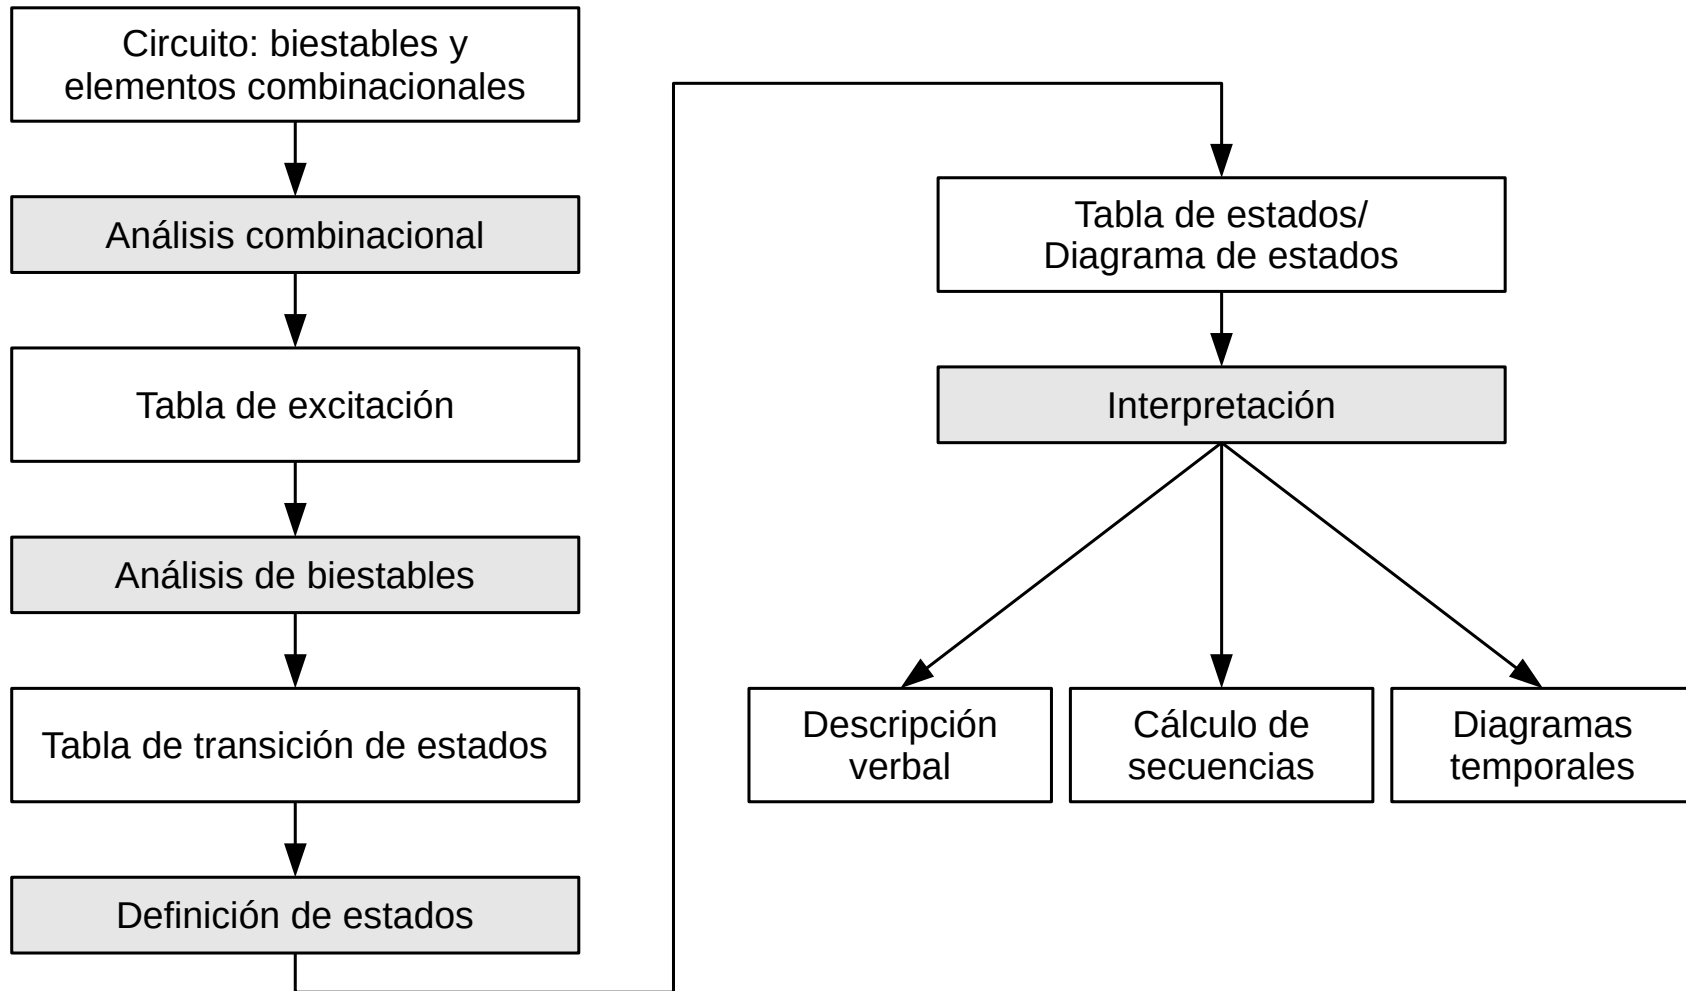 Circuito: biestables y
elementos combinacionales
Análisis combinacional
Tabla de excitación
Análisis de biestables
Tabla de transición de estados
Definición de estados
Tabla de estados/
Diagrama de estados
Interpretación
Descripción
verbal
Cálculo de
secuencias
Diagramas
temporales